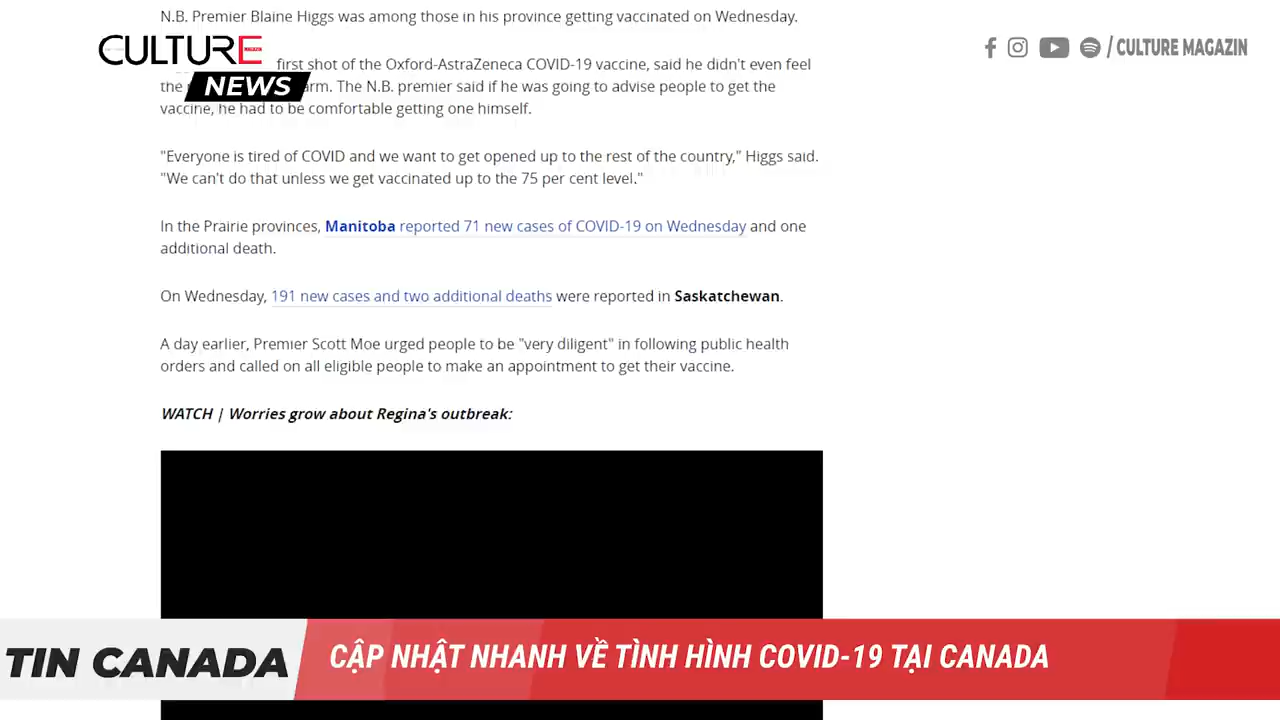 N.B. Premier Blaine Higgs was among those in his province getting vaccinated on Wednesday.
CULTURE
NEWS
/ CULTURE MAGAZIN
first shot of the Oxford-AstraZeneca COVID-19 vaccine, said he didn't even feel
the arm. The N.B. premier said if he was going to advise people to get the
vaccine, he had to be comfortable getting one himself.
"Everyone is tired of COVID and we want to get opened up to the rest of the country," Higgs said.
"We can't do that unless we get vaccinated up to the 75 per cent level."
In the Prairie provinces, Manitoba reported 71 new cases of COVID-19 on Wednesday and one
additional death.
On Wednesday, 191 new cases and two additional deaths were reported in Saskatchewan.
A day earlier, Premier Scott Moe urged people to be "very diligent" in following public health
orders and called on all eligible people to make an appointment to get their vaccine.
WATCH | Worries grow about Regina's outbreak:
TIN CANADA
CẬP NHẬT NHANH VỀ TÌNH HÌNH COVID-19 TẠI CANADA